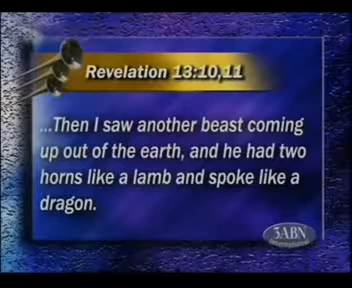 Revelation 13:10,11
...Then I saw another beast coming
up out of the earth, and he had two
horns like a lamb and spoke like a
dragon.
3ABN
International